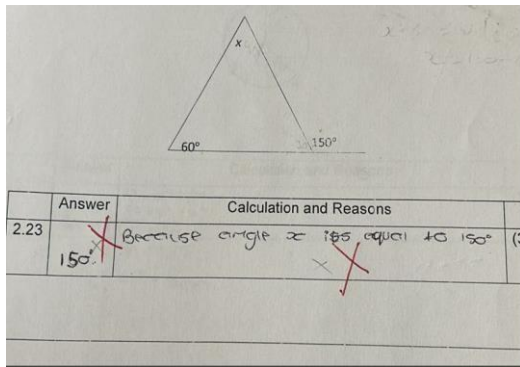 x
60° 150°
Answer Calculation and Reasons
2.23 150° Because angle x is equal to 150°